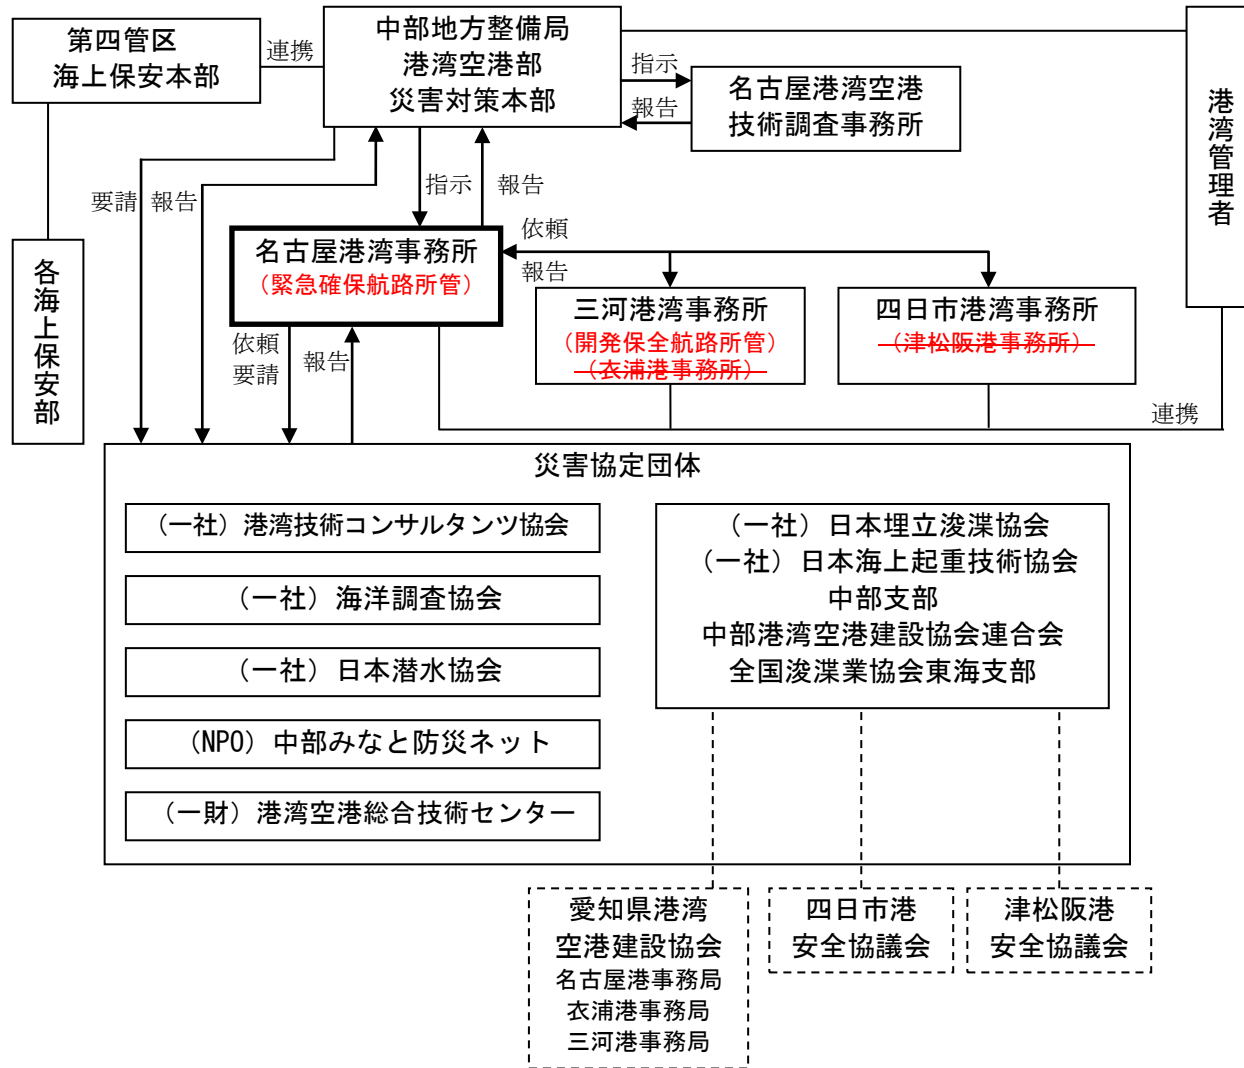 第四管区
海上保安本部
連携
中部地方整備局
港湾空港部
災害対策本部
指示
報告
名古屋港湾空港
技術調査事務所
港湾管理者
要請
報告
指示
報告
各海上保安部
名古屋港湾事務所
（緊急確保航路所管）
依頼
報告
三河港湾事務所
（開発保全航路所管）
（衣浦港事務所）
四日市港湾事務所
（津松阪港事務所）
依頼
要請
報告
連携
災害協定団体
（一社）港湾技術コンサルタンツ協会
（一社）海洋調査協会
（一社）日本潜水協会
（NPO）中部みなと防災ネット
（一財）港湾空港総合技術センター
（一社）日本埋立浚渫協会
（一社）日本海上起重技術協会
中部支部
中部港湾空港建設協会連合会
全国浚渫業協会東海支部
愛知県港湾
空港建設協会
名古屋港事務局
衣浦港事務局
三河港事務局
四日市港
安全協議会
津松阪港
安全協議会